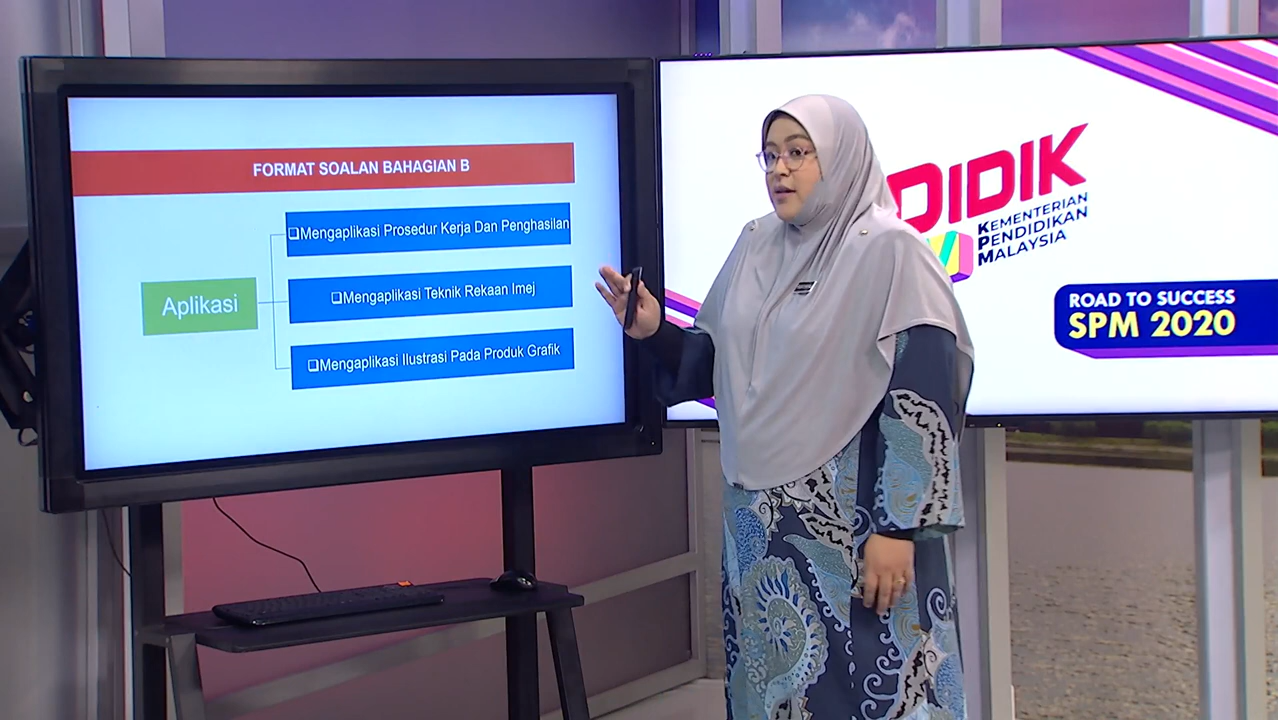 FORMAT SOALAN BAHAGIAN B
Aplikasi
❑Mengaplikasi Prosedur Kerja Dan Penghasilan
❑Mengaplikasi Teknik Rekaan Imej
❑Mengaplikasi Ilustrasi Pada Produk Grafik
DIDIK
KEMENTERIAN
PENDIDIKAN
MALAYSIA
ROAD TO SUCCESS
SPM 2020